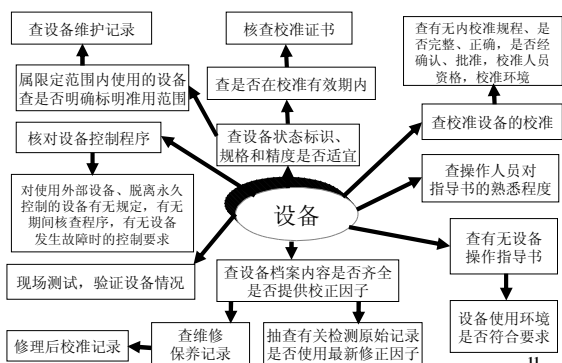 查设备维护记录
核查校准证书
查有无内校准规程、是
否完整、正确，是否经
确认、批准，校准人员
资格，校准环境
属限定范围内使用的设备
查是否明确标明准用范围
查是否在校准有效期内
核对设备控制程序
查设备状态标识、
规格和精度是否适宜
查校准设备的校准
对使用外部设备、脱离永久
控制的设备有无规定，有无
期间核查程序，有无设备
发生故障时的控制要求
设备
查操作人员对
指导书的熟悉程度
现场测试，验证设备情况
查设备档案内容是否齐全
是否提供校正因子
查有无设备
操作指导书
修理后校准记录
查维修
保养记录
抽查有关检测原始记录
是否使用最新修正因子
设备使用环境
是否符合要求